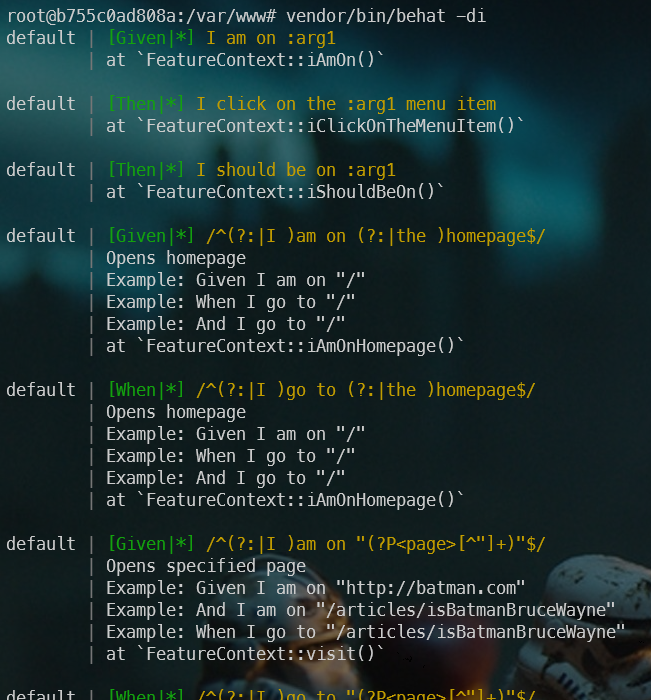 root@b755c0ad808a:/var/www# vendor/bin/behat -di
default | [Given|*] I am on :arg1
| at `FeatureContext::iAmOn()`
default | [Then|*] I click on the :arg1 menu item
| at `FeatureContext::iClickOnTheMenuItem()`
default | [Then|*] I should be on :arg1
| at `FeatureContext::iShouldBeOn()`
default | [Given|*] /^(?:|I )am on (?:|the )homepage$/
| Opens homepage
| Example: Given I am on "/"
| Example: When I go to "/"
| Example: And I go to "/"
| at `FeatureContext::iAmOnHomepage()`
default | [When|*] /^(?:|I )go to (?:|the )homepage$/
| Opens homepage
| Example: Given I am on "/"
| Example: When I go to "/"
| Example: And I go to "/"
| at `FeatureContext::iAmOnHomepage()`
default | [Given|*] /^(?:|I )am on "(?P<page>[^"]+)"$/
| Opens specified page
| Example: Given I am on "http://batman.com"
| Example: And I am on "/articles/isBatmanBruceWayne"
| Example: When I go to "/articles/isBatmanBruceWayne"
| at `FeatureContext::visit()`
default | [When|*] /^(?:|I )go to "(?P<page>[^"]+)"$/